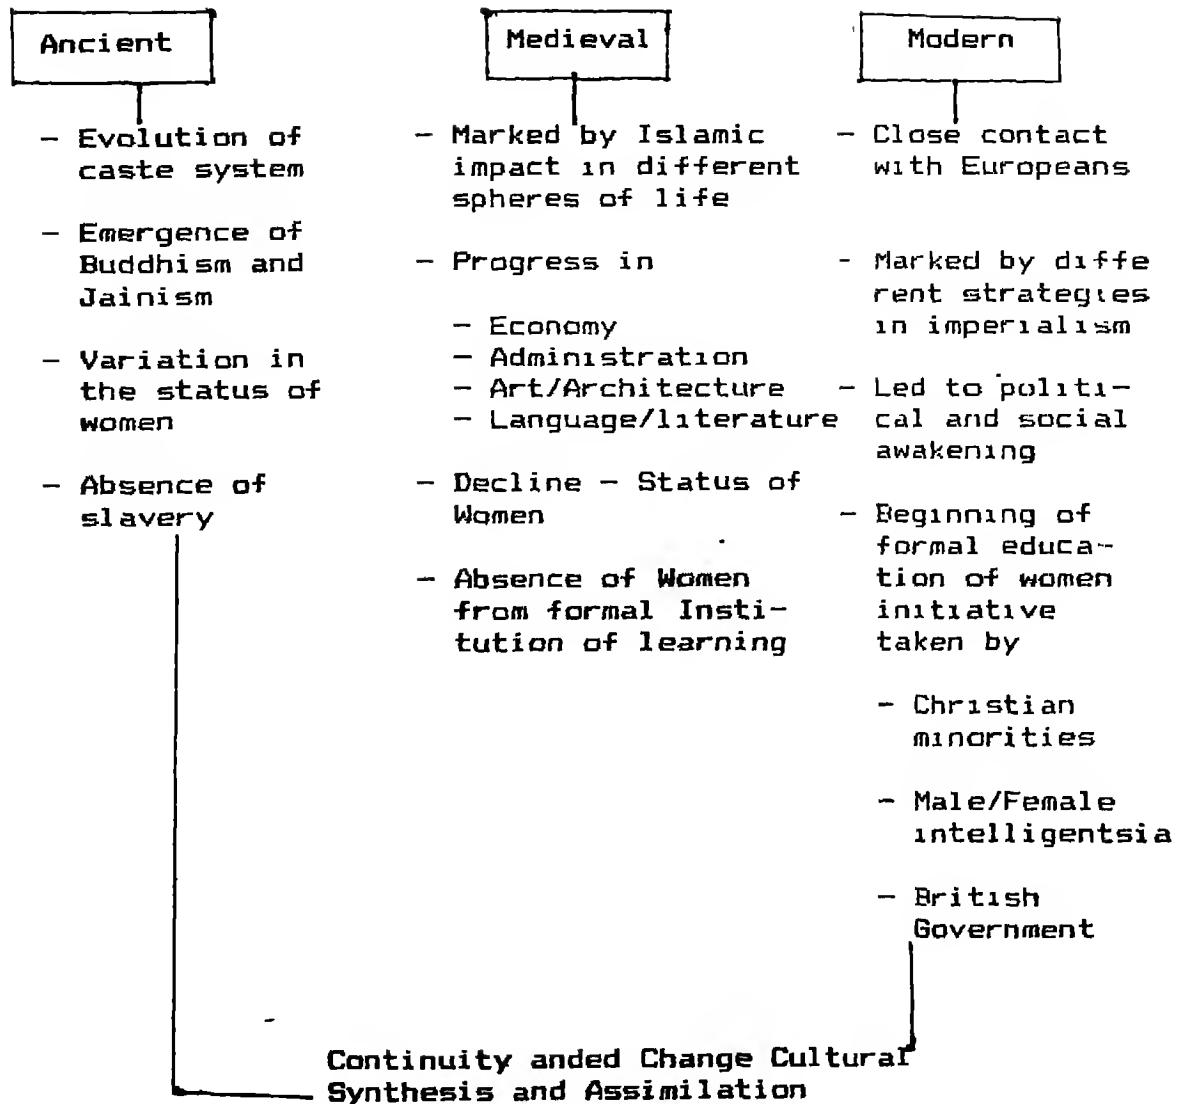 Ancient
— Evolution of
caste system
— Emergence of
Buddhism and
Jainism
— Variation in
the status of
women
— Absence of
slavery
Medieval
— Marked by Islamic
impact in different
spheres of life
— Progress in
— Economy
— Administration
— Art/Architecture
— Language/literature
— Decline — Status of
Women
— Absence of Women
from formal Insti-
tution of learning
Modern
— Close contact
with Europeans
- Marked by diffe
rent strategies
in imperialism
— Led to politi-
cal and social
awakening
— Beginning of
formal educa-
tion of women
initiative
taken by
— Christian
minorities
— Male/Female
intelligentsia
— British
Government
Continuity anded Change Cultural
Synthesis and Assimilation